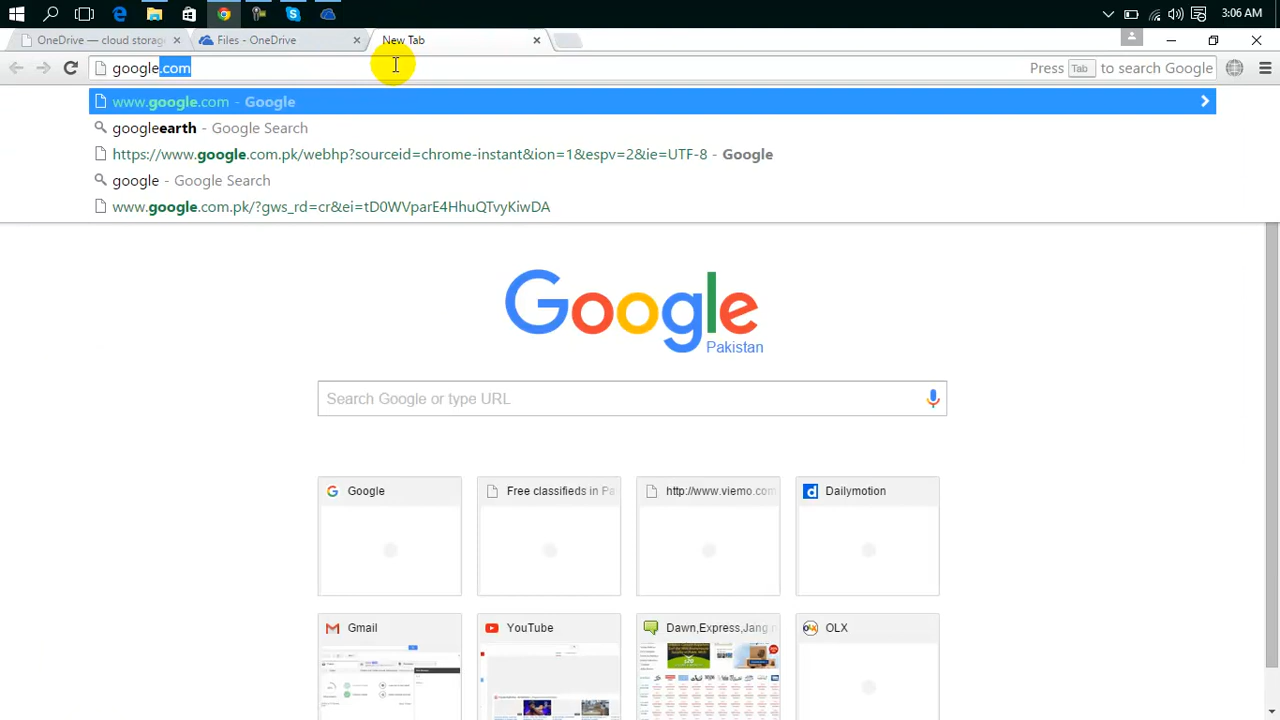 3:06 AM
OneDrive — cloud storag
Files - OneDrive
New Tab
google.com
Press Tab to search Google
www.google.com - Google
googleearth - Google Search
https://www.google.com.pk/webhp?sourceid=chrome-instant&ion=1&espv=2&ie=UTF-8 - Google
google - Google Search
www.google.com.pk/?gws_rd=cr&ei=tD0WVparE4HhuQTvyKiwDA
Google
Pakistan
Search Google or type URL
Google
Free classifieds in Pa
http://www.viemo.com
Dailymotion
Gmail
YouTube
Dawn,Express,Jang n
OLX